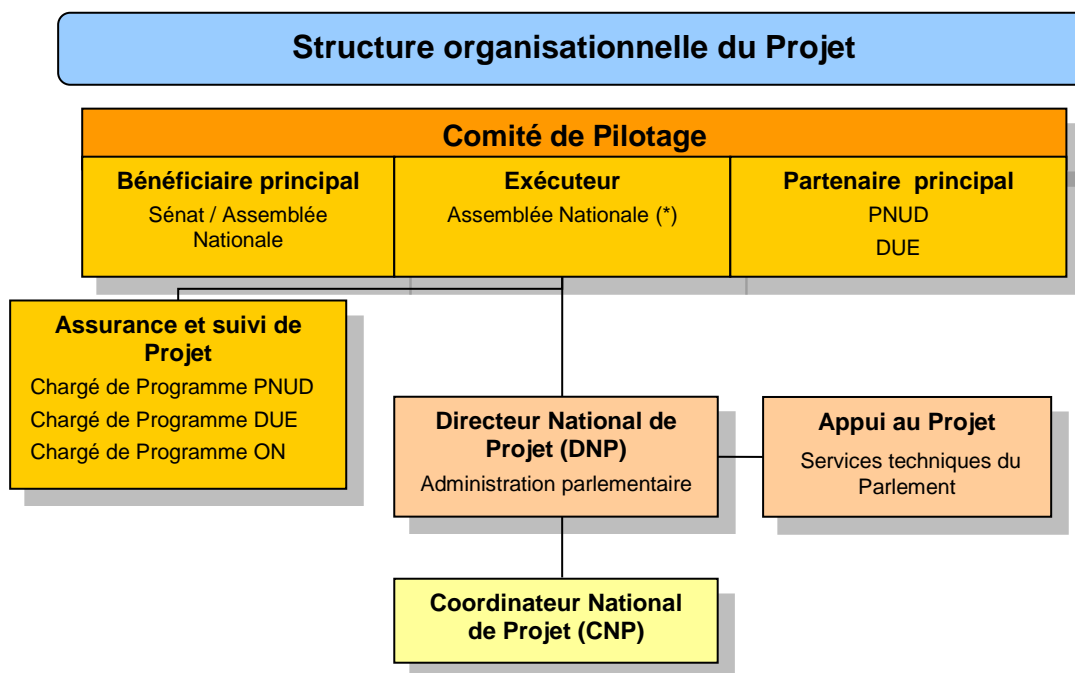 Structure organisationnelle du Projet
Comité de Pilotage
Bénéficiaire principal
Sénat / Assemblée
Nationale
Exécuteur
Assemblée Nationale (*)
Partenaire principal
PNUD
DUE
Assurance et suivi de
Projet
Chargé de Programme PNUD
Chargé de Programme DUE
Chargé de Programme ON
Directeur National de
Projet (DNP)
Administration parlementaire
Appui au Projet
Services techniques du
Parlement
Coordinateur National
de Projet (CNP)